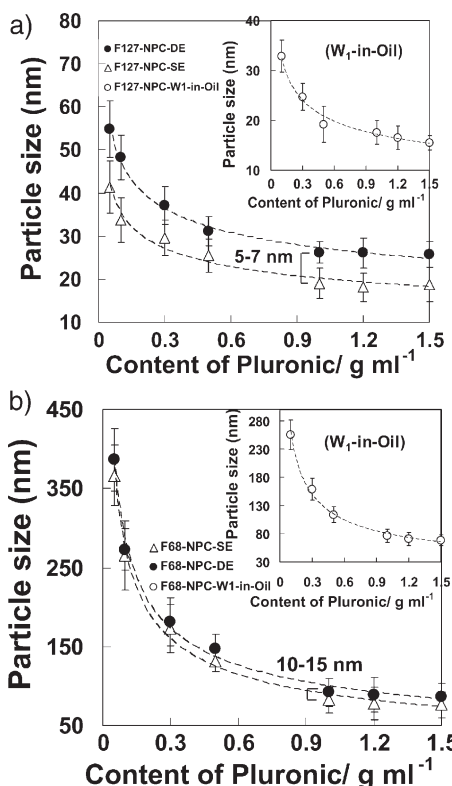 a)
80
70
60
50
40
30
20
10
Particle size (nm)
F127-NPC-DE
F127-NPC-SE
F127-NPC-W1-in-Oil
5-7 nm
0 0.3 0.6 0.9 1.2 1.5
Content of Pluronic/ g ml⁻¹
40
30
20
10
Particle size (nm)
(W₁-in-Oil)
0 0.3 0.6 0.9 1.2 1.5
Content of Pluronic/ g ml⁻¹
b)
450
350
250
150
50
Particle size (nm)
F68-NPC-SE
F68-NPC-DE
F68-NPC-W1-in-Oil
10-15 nm
0 0.3 0.6 0.9 1.2 1.5
Content of Pluronic/ g ml⁻¹
280
230
180
130
80
30
Particle size (nm)
(W₁-in-Oil)
0 0.3 0.6 0.9 1.2 1.5
Content of Pluronic/ g ml⁻¹